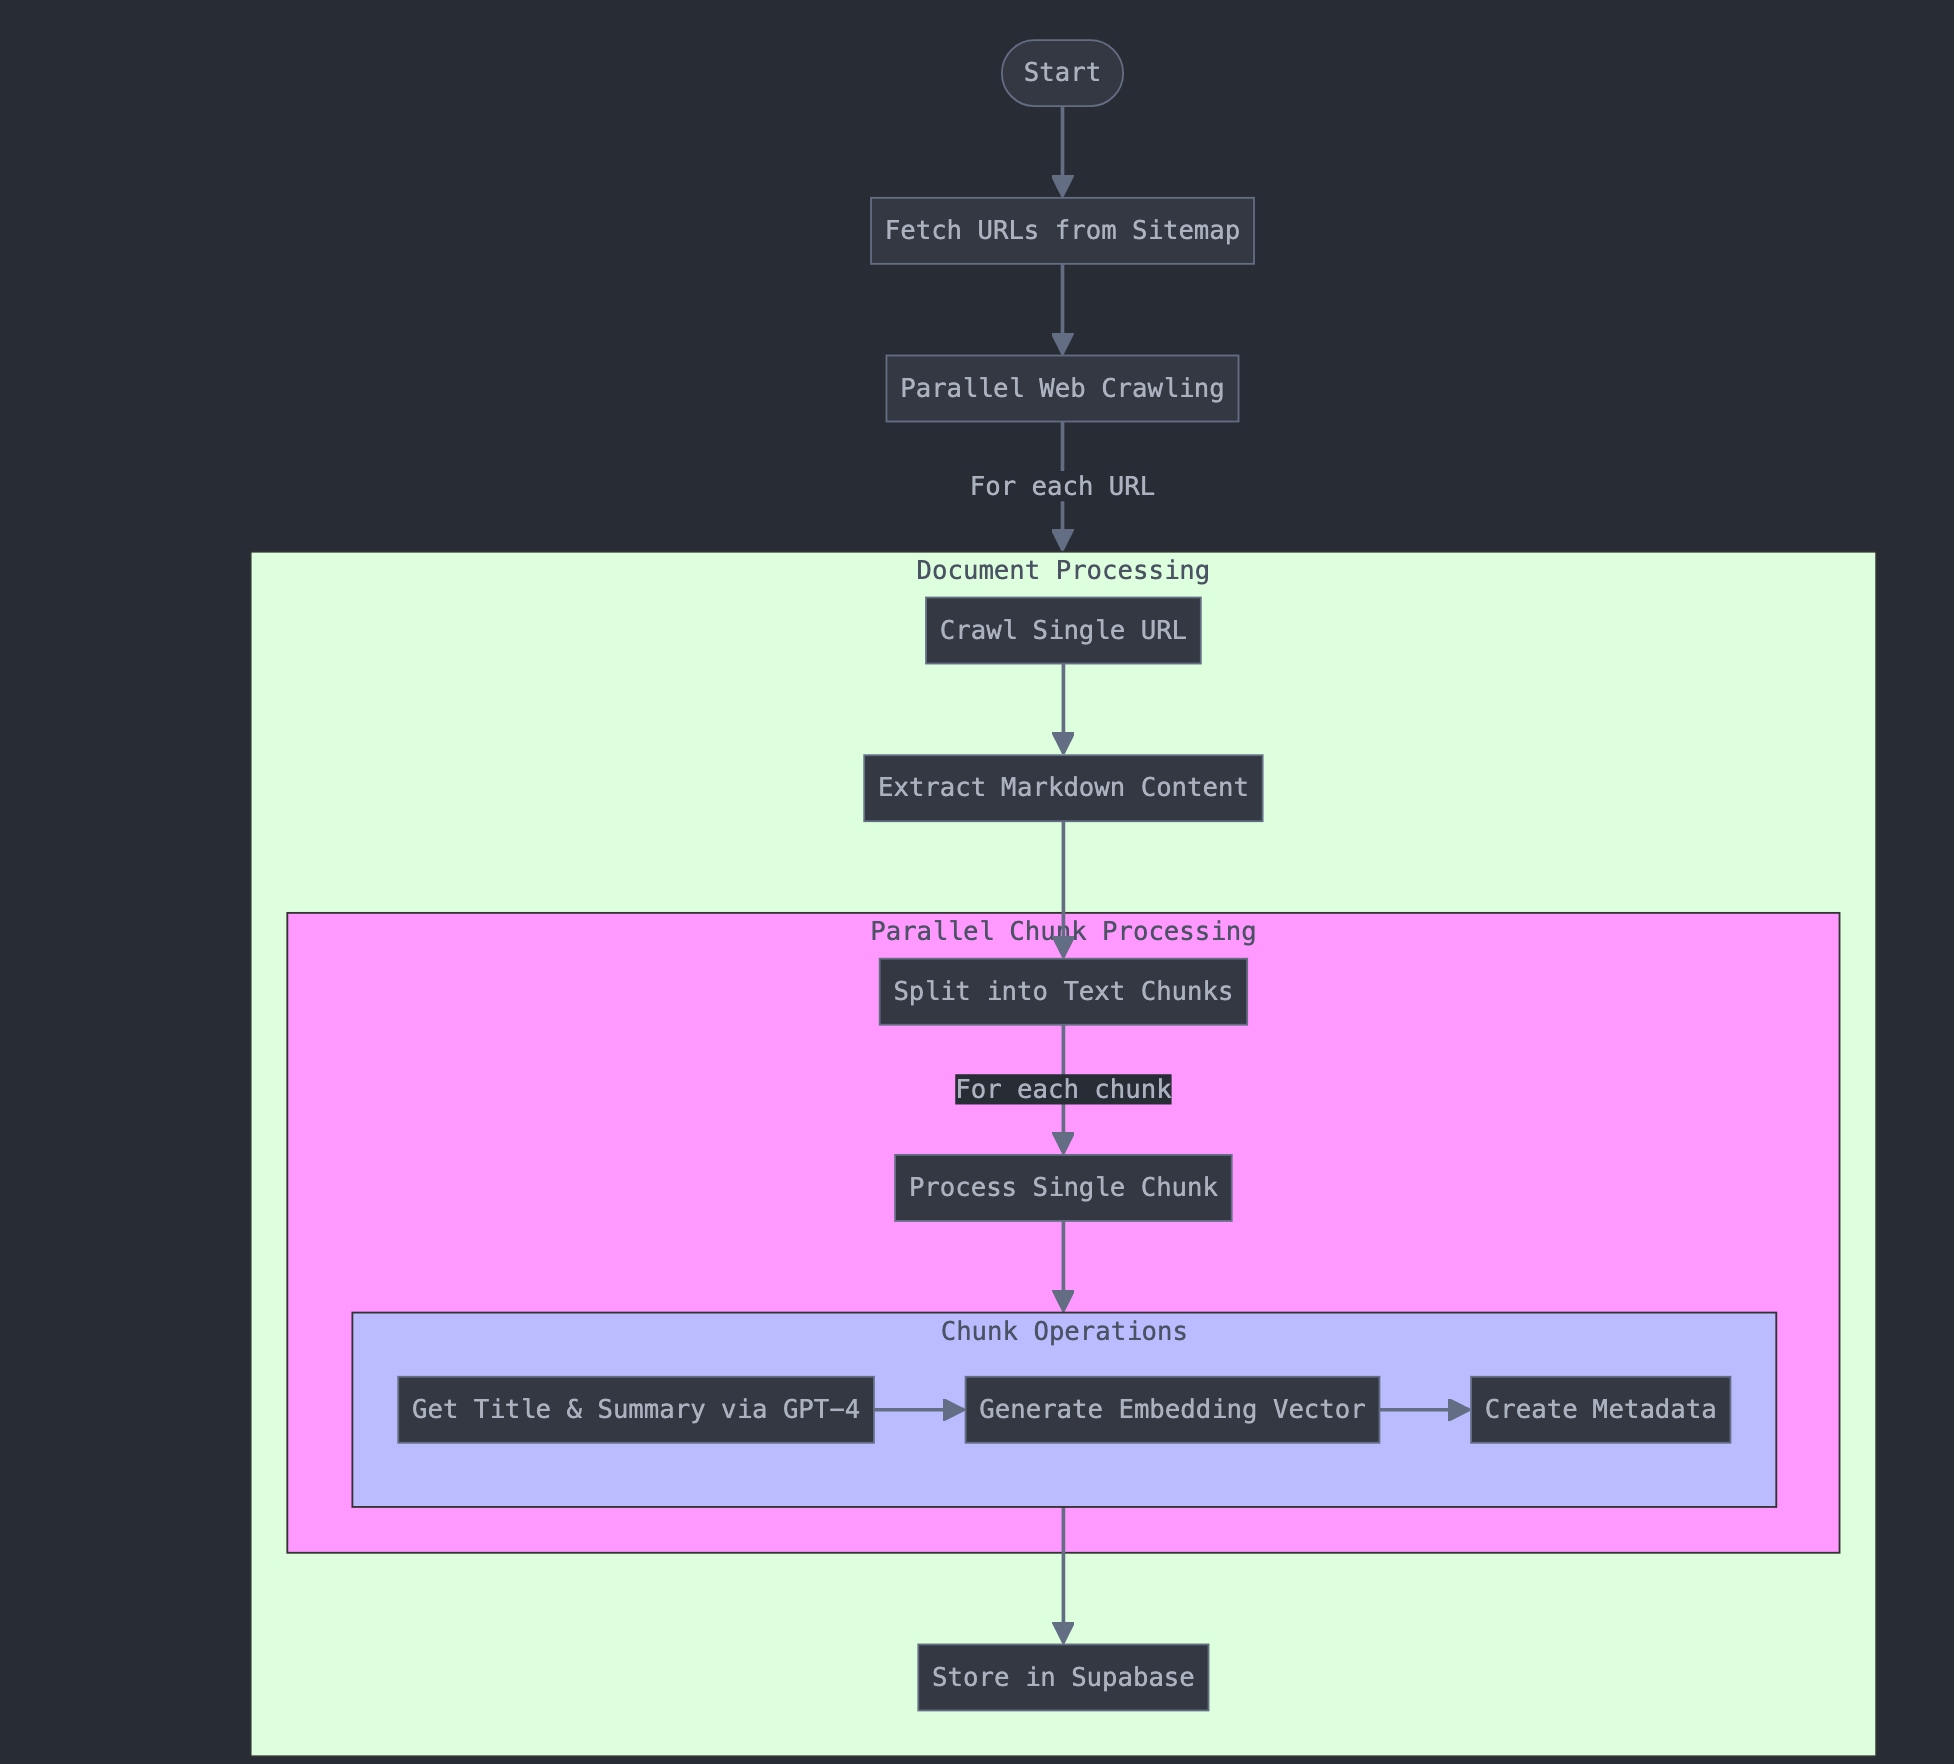 Start
Fetch URLs from Sitemap
Parallel Web Crawling
For each URL
Document Processing
Crawl Single URL
Extract Markdown Content
Parallel Chunk Processing
Split into Text Chunks
For each chunk
Process Single Chunk
Chunk Operations
Get Title & Summary via GPT-4
Generate Embedding Vector
Create Metadata
Store in Supabase